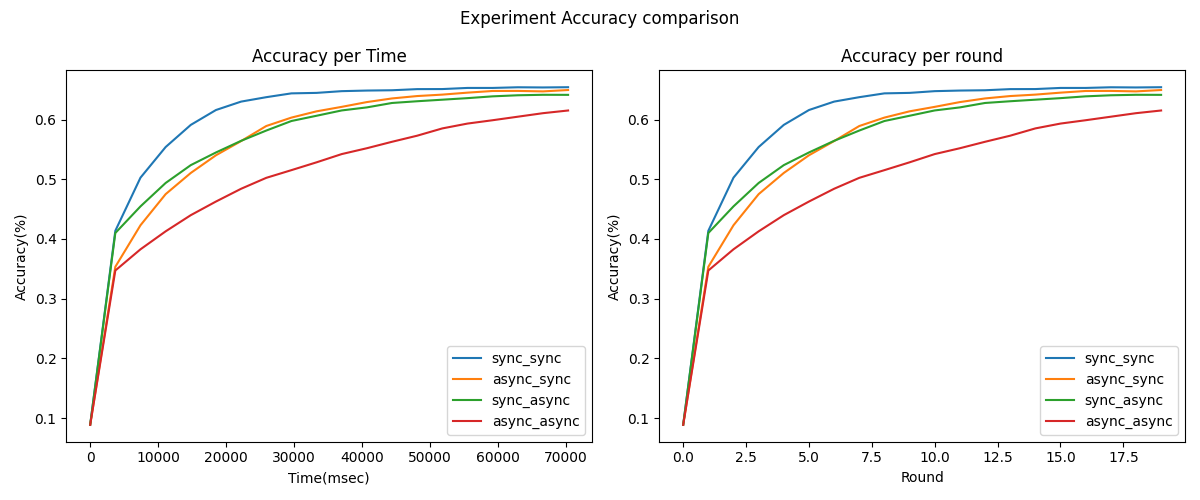 Experiment Accuracy comparison
Accuracy per Time
Accuracy(%)
0.6
0.5
0.4
0.3
0.2
0.1
0 10000 20000 30000 40000 50000 60000 70000
Time(msec)
sync_sync
async_sync
sync_async
async_async
Accuracy per round
Accuracy(%)
0.6
0.5
0.4
0.3
0.2
0.1
0.0 2.5 5.0 7.5 10.0 12.5 15.0 17.5
Round
sync_sync
async_sync
sync_async
async_async